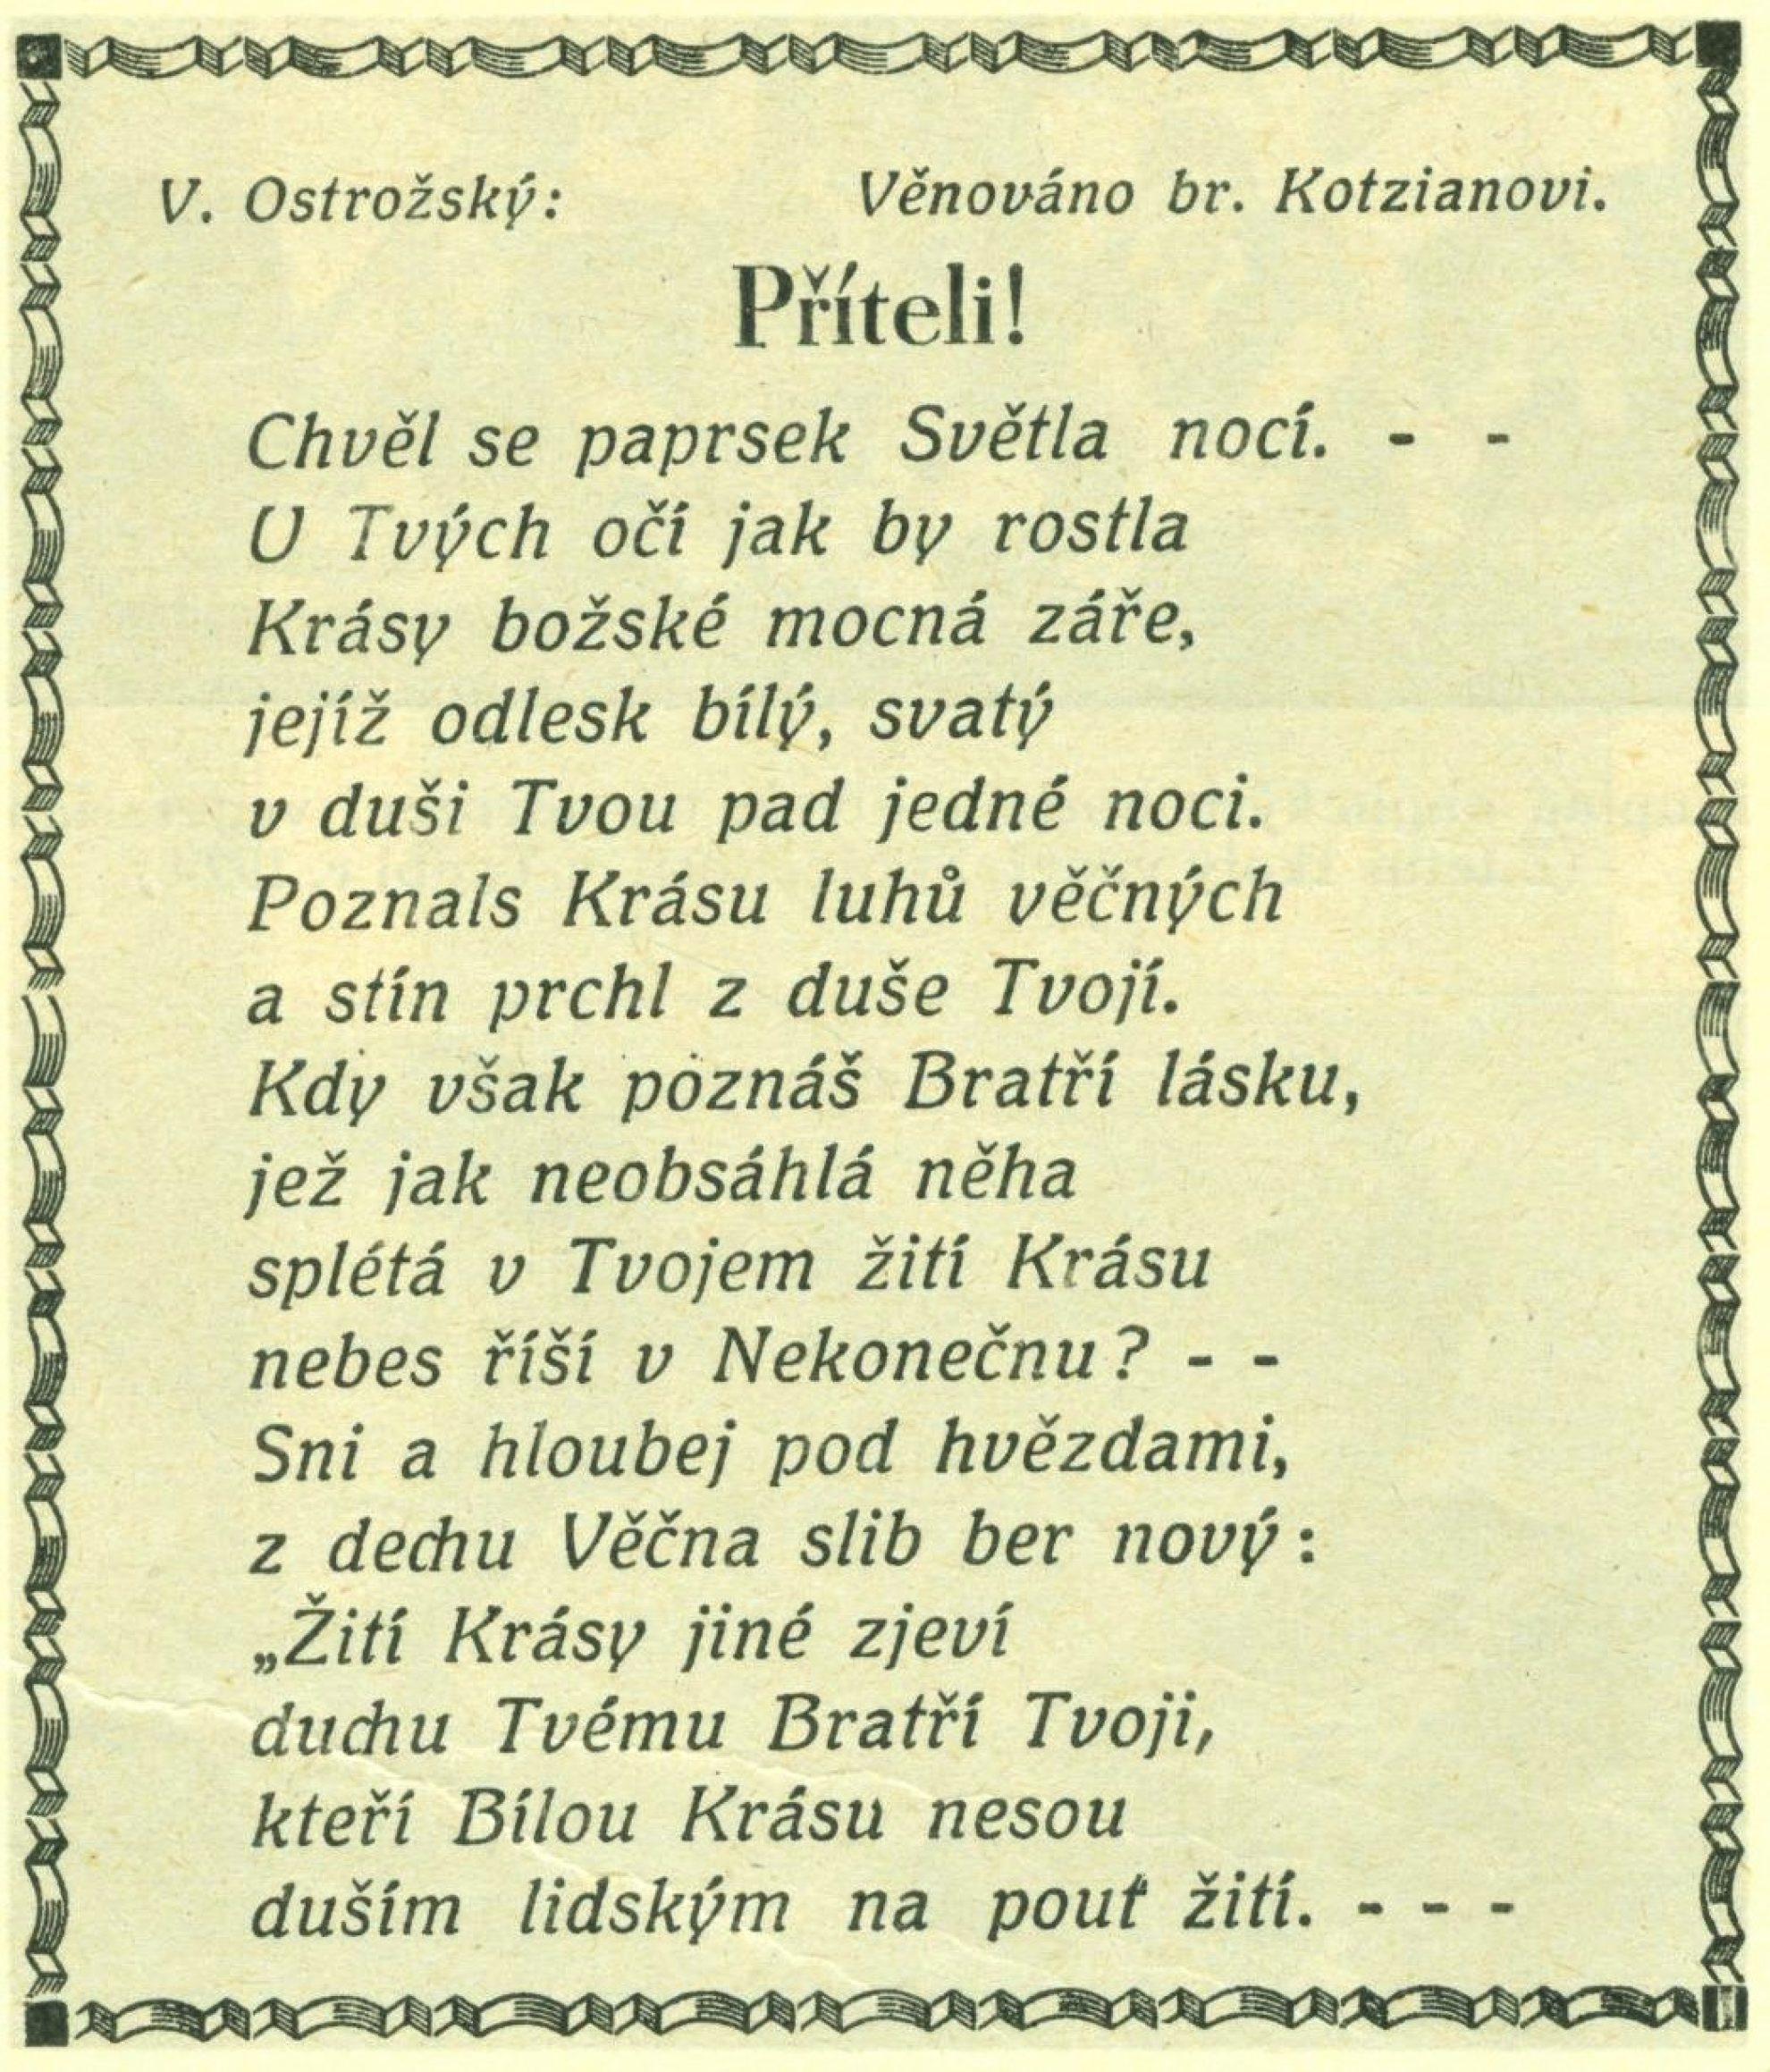 V. Ostrožský: Věnováno br. Kotzianovi.
Příteli!
Chvěl se paprsek Světla nocí. - -
U Tvých očí jak by rostla
Krásy božské mocná záře,
jejíž odlesk bílý, svatý
v duši Tvou pad jedné noci.
Poznals Krásu luhů věčných
a stín prchl z duše Tvojí.
Kdy však poznáš Bratří lásku,
jež jak neobsáhlá něha
splétá v Tvojem žití Krásu
nebes říší v Nekonečnu? - -
Sni a hloubej pod hvězdami,
z dechu Věčna slib ber nový:
„Žití Krásy jiné zjeví
duchu Tvému Bratří Tvoji,
kteří Bílou Krásu nesou
duším lidským na pouť žití. - - -